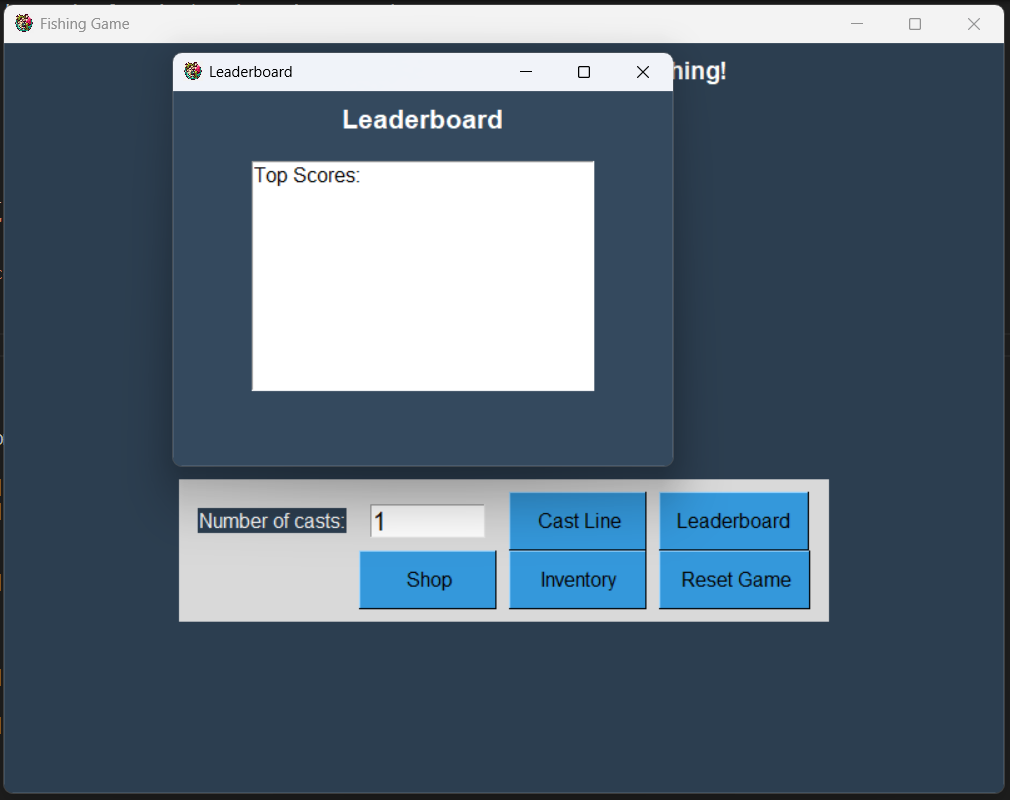 Fishing Game
Leaderboard
hing!
Leaderboard
Top Scores:
Number of casts:
1
Cast Line
Leaderboard
Shop
Inventory
Reset Game